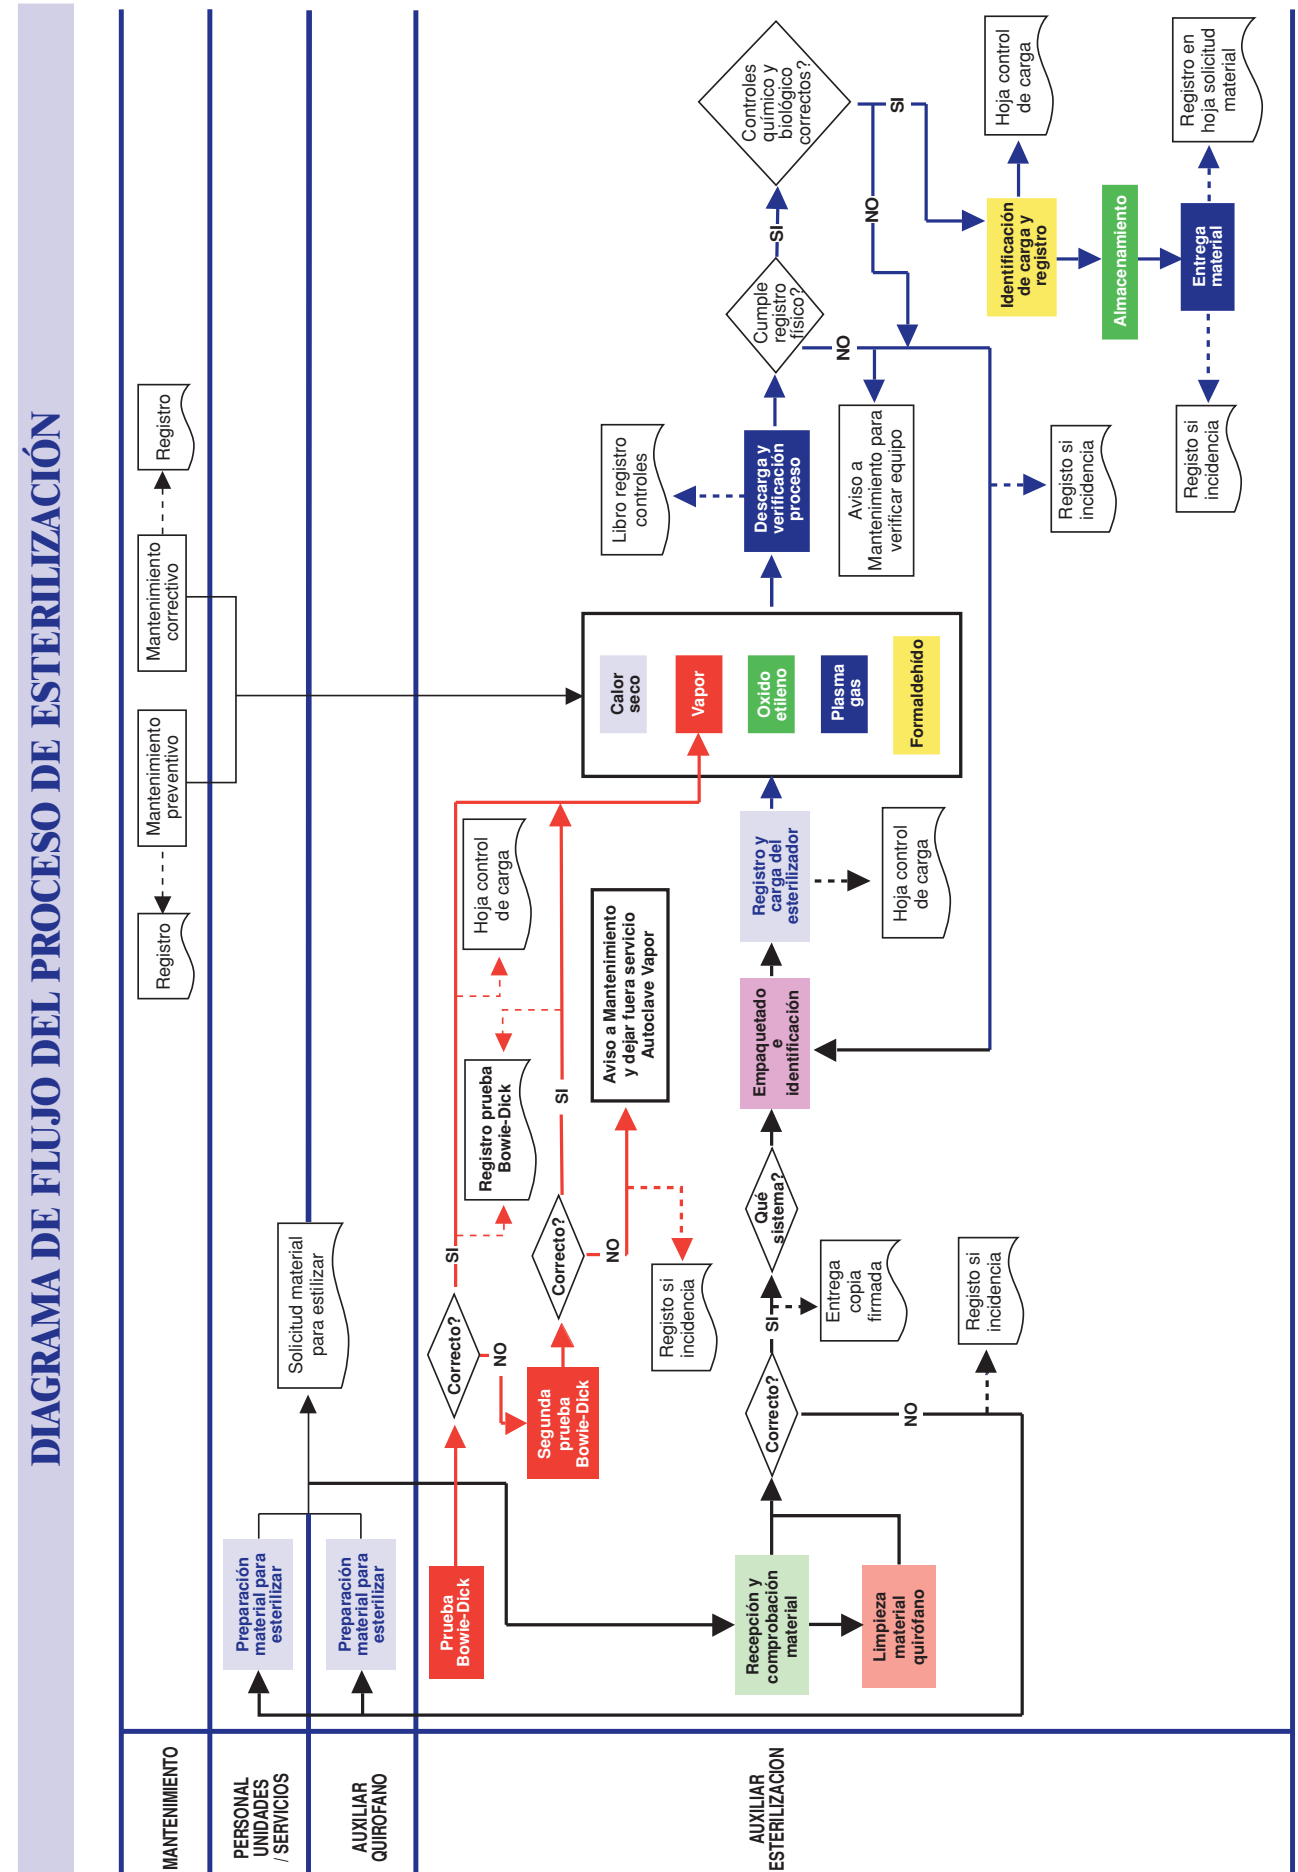 DIAGRAMA DE FLUJO DEL PROCESO DE ESTERILIZACIÓN
MANTENIMIENTO
Registro
Mantenimiento
preventivo
Mantenimiento
correctivo
Registro
PERSONAL
UNIDADES
/ SERVICIOS
Preparación
material para
esterilizar
Solicitud material
para estilizar
AUXILIAR
QUIROFANO
Preparación
material para
esterilizar
AUXILIAR
ESTERILIZACION
Prueba
Bowie-Dick
Correcto?
SI
NO
Segunda
prueba
Bowie-Dick
Correcto?
SI
NO
Registro prueba
Bowie-Dick
Hoja control
de carga
Aviso a Mantenimiento
y dejar fuera servicio
Autoclave Vapor
Registo si
incidencia
Recepción y
comprobación
material
Limpieza
material
quirófano
Correcto?
SI
NO
Entrega
copia
firmada
Registo si
incidencia
Qué
sistema?
Empaquetado
e
identificación
Registro y
carga del
esterilizador
Hoja control
de carga
Calor
seco
Vapor
Oxido
etileno
Plasma
gas
Formaldehído
Descarga y
verificación
proceso
Libro registro
controles
Cumple
registro
físico?
SI
NO
Aviso a
Mantenimiento para
verificar equipo
Registo si
incidencia
Controles
químico y
biológico
correctos?
SI
NO
Identificación
de carga y
registro
Hoja control
de carga
Almacenamiento
Entrega
material
Registro en
hoja solicitud
material
Registo si
incidencia